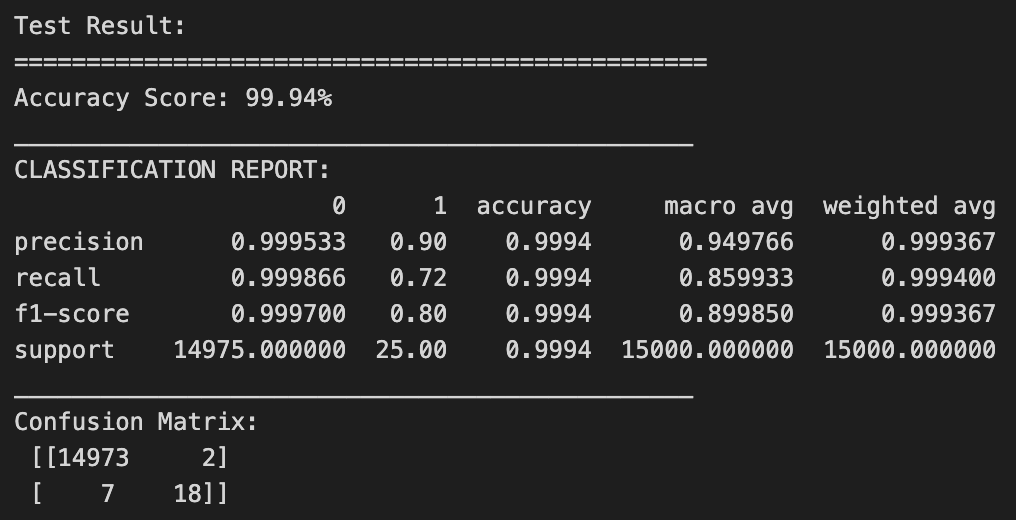 Test Result:
================================================
Accuracy Score: 99.94%
_______________________________________________
CLASSIFICATION REPORT:
                      0     1  accuracy     macro avg  weighted avg
precision      0.999533  0.90    0.9994      0.949766      0.999367
recall         0.999866  0.72    0.9994      0.859933      0.999400
f1-score       0.999700  0.80    0.9994      0.899850      0.999367
support    14975.000000 25.00    0.9994  15000.000000  15000.000000
_______________________________________________
Confusion Matrix:
 [[14973     2]
 [    7    18]]